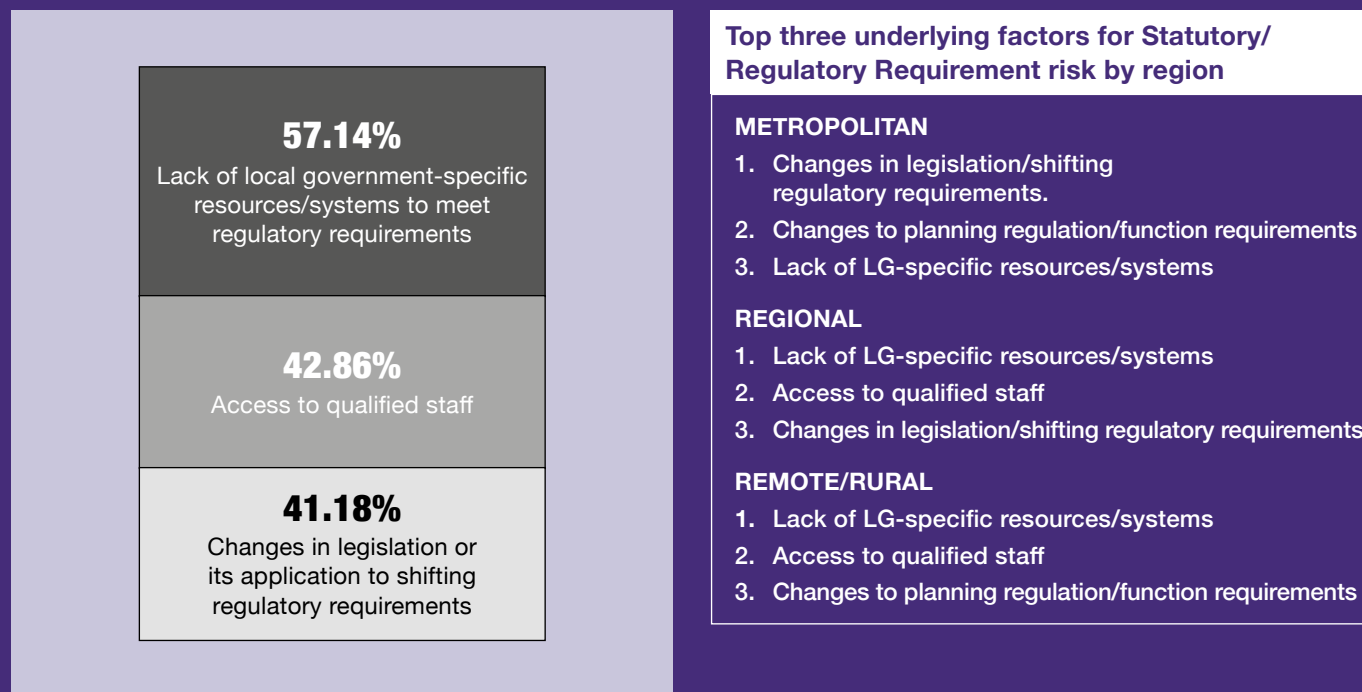 57.14%
Lack of local government-specific
resources/systems to meet
regulatory requirements
42.86%
Access to qualified staff
41.18%
Changes in legislation or
its application to shifting
regulatory requirements
Top three underlying factors for Statutory/
Regulatory Requirement risk by region
METROPOLITAN
1. Changes in legislation/shifting
regulatory requirements.
2. Changes to planning regulation/function requirements
3. Lack of LG-specific resources/systems
REGIONAL
1. Lack of LG-specific resources/systems
2. Access to qualified staff
3. Changes in legislation/shifting regulatory requirements
REMOTE/RURAL
1. Lack of LG-specific resources/systems
2. Access to qualified staff
3. Changes to planning regulation/function requirements